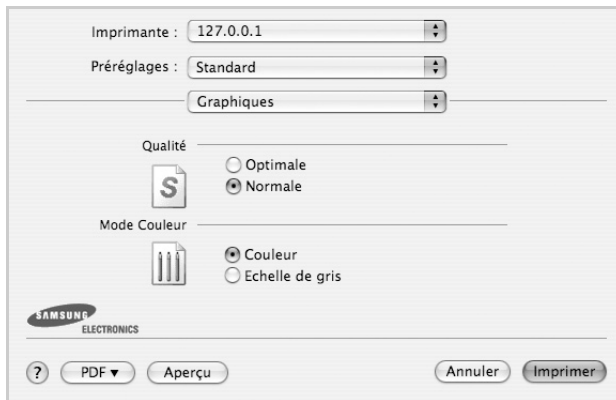 Imprimante : 127.0.0.1
Préréglages : Standard
Graphiques
Qualité
Optimale
S
Normale
Mode Couleur
Couleur
Echelle de gris
SAMSUNG
ELECTRONICS
? PDF▼ Aperçu Annuler Imprimer